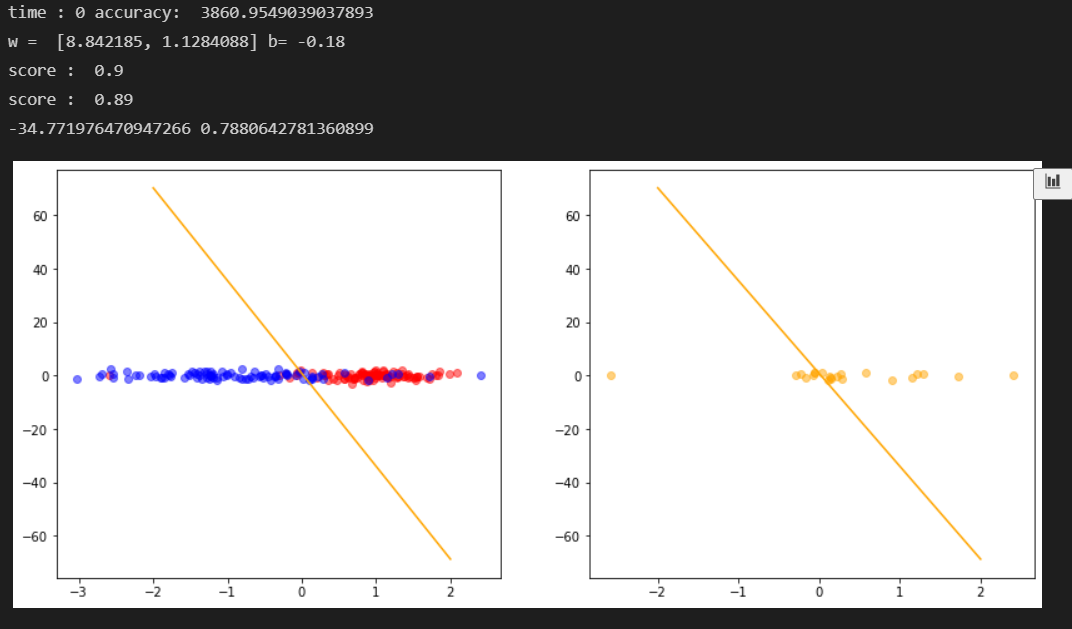 time : 0 accuracy:  3860.9549039037893
w =  [8.842185, 1.1284088] b= -0.18
score :  0.9
score :  0.89
-34.771976470947266 0.7880642781360899
60
40
20
0
−20
−40
−60
−3 −2 −1 0 1 2
60
40
20
0
−20
−40
−60
−2 −1 0 1 2